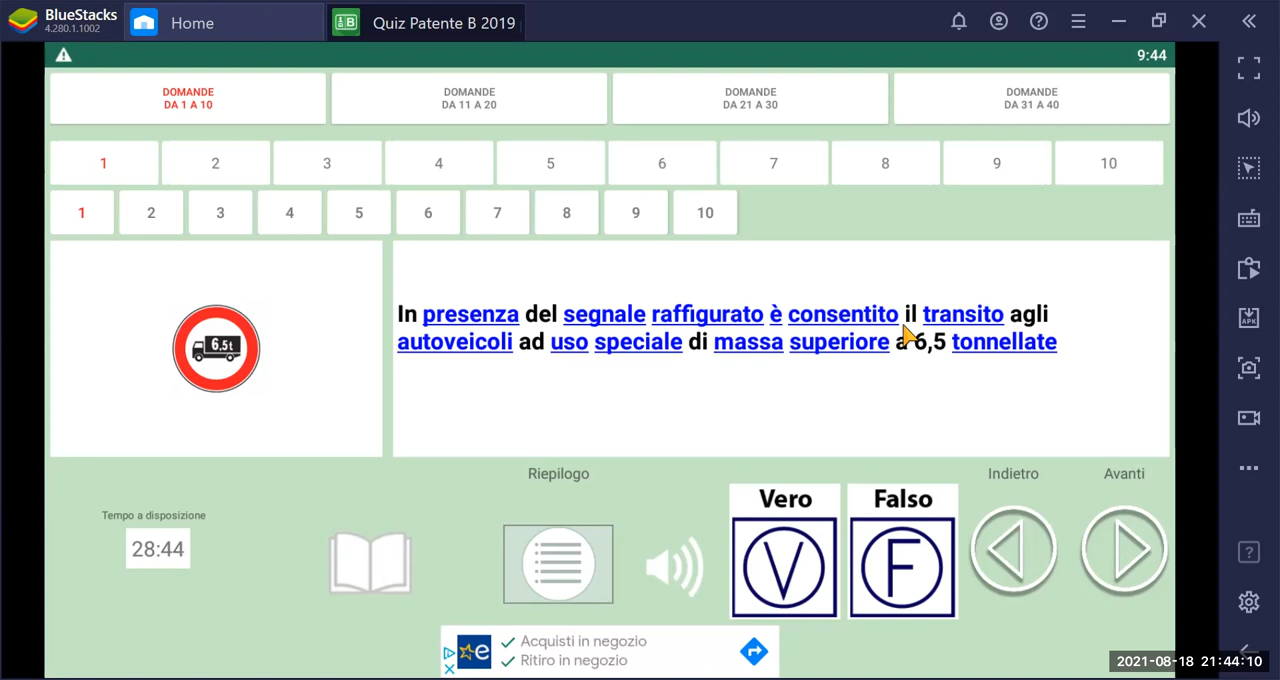 BlueStacks
4.280.1.1002
Home
Quiz Patente B 2019
9:44
DOMANDE
DA 1 A 10
DOMANDE
DA 11 A 20
DOMANDE
DA 21 A 30
DOMANDE
DA 31 A 40
1 2 3 4 5 6 7 8 9 10
1 2 3 4 5 6 7 8 9 10
6.5t
In presenza del segnale raffigurato è consentito il transito agli
autoveicoli ad uso speciale di massa superiore a 6,5 tonnellate
Riepilogo
Indietro
Avanti
Vero
Falso
V
F
Tempo a disposizione
28:44
e
Acquisti in negozio
Ritiro in negozio
APK
2021-08-18 21:44:10